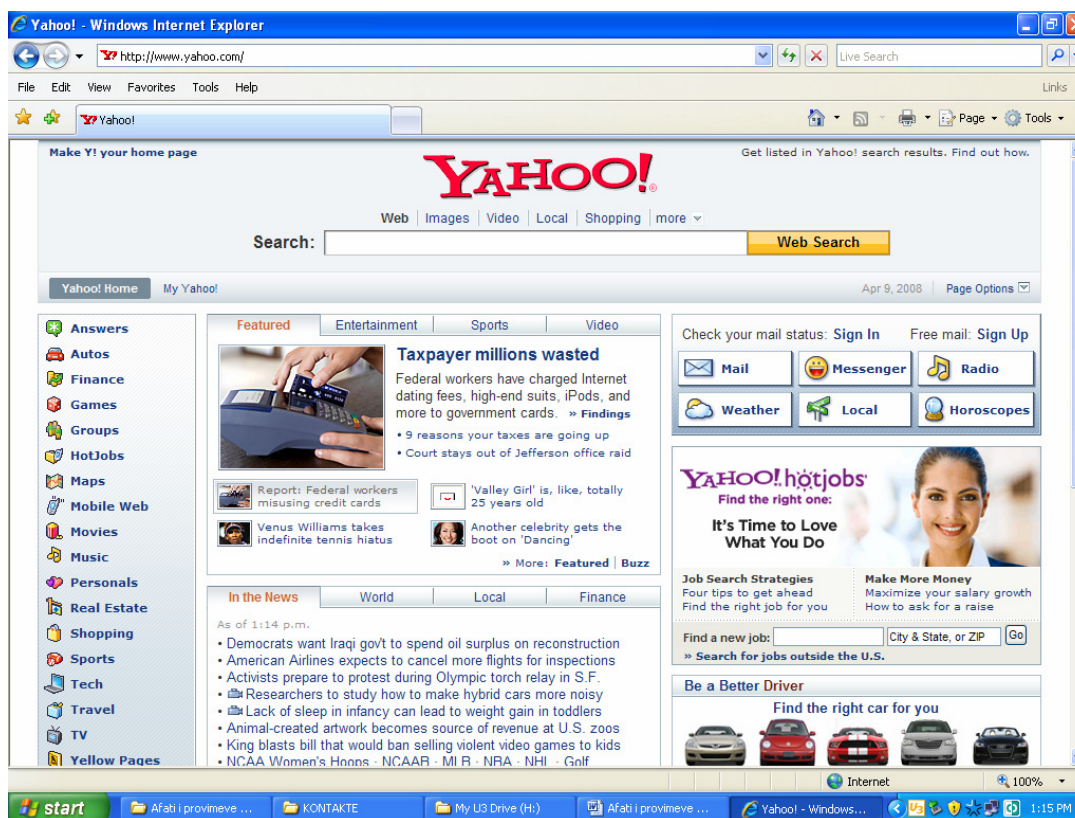 Yahoo! - Windows Internet Explorer
http://www.yahoo.com/
Live Search
File Edit View Favorites Tools Help
Links
Yahoo!
Page Tools
Make Y! your home page
Get listed in Yahoo! search results. Find out how.
YAHOO!
Web Images Video Local Shopping more
Search:
Web Search
Yahoo! Home My Yahoo!
Apr 9, 2008 Page Options
Answers
Autos
Finance
Games
Groups
HotJobs
Maps
Mobile Web
Movies
Music
Personals
Real Estate
Shopping
Sports
Tech
Travel
TV
Yellow Pages
Featured Entertainment Sports Video
Taxpayer millions wasted
Federal workers have charged Internet
dating fees, high-end suits, iPods, and
more to government cards. » Findings
• 9 reasons your taxes are going up
• Court stays out of Jefferson office raid
Report: Federal workers
misusing credit cards
'Valley Girl' is, like, totally
25 years old
Venus Williams takes
indefinite tennis hiatus
Another celebrity gets the
boot on 'Dancing'
» More: Featured Buzz
In the News World Local Finance
As of 1:14 p.m.
• Democrats want Iraqi gov't to spend oil surplus on reconstruction
• American Airlines expects to cancel more flights for inspections
• Activists prepare to protest during Olympic torch relay in S.F.
• Researchers to study how to make hybrid cars more noisy
• Lack of sleep in infancy can lead to weight gain in toddlers
• Animal-created artwork becomes source of revenue at U.S. zoos
• King blasts bill that would ban selling violent video games to kids
• NCAA Women's Hoops · NCAAB · MLB · NBA · NHL · Golf
Check your mail status: Sign In Free mail: Sign Up
Mail Messenger Radio
Weather Local Horoscopes
YAHOO! hotjobs
Find the right one:
It's Time to Love
What You Do
Job Search Strategies
Four tips to get ahead
Find the right job for you
Make More Money
Maximize your salary growth
How to ask for a raise
Find a new job: City & State, or ZIP Go
» Search for jobs outside the U.S.
Be a Better Driver
Find the right car for you
Internet 100%
start
Afati i provimeve ...
KONTAKTE
My U3 Drive (H:)
Afati i provimeve ...
Yahoo! - Windows...
U3
1:15 PM